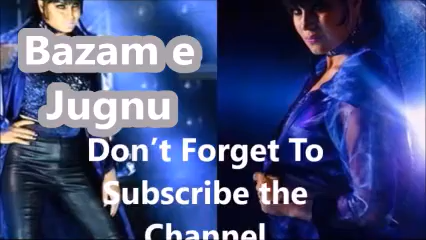 Bazam e
Jugnu
Don't Forget To
Subscribe the
Channel